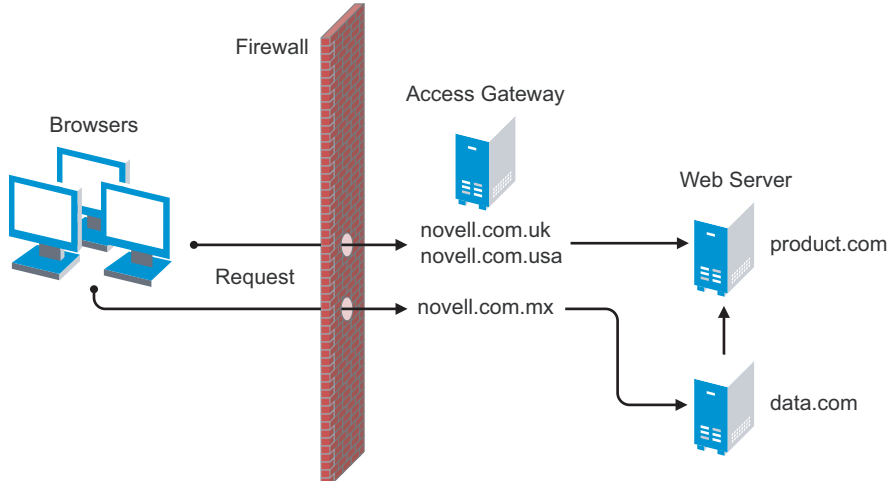 Firewall
Access Gateway
Browsers
Web Server
novell.com.uk
novell.com.usa
product.com
Request
novell.com.mx
data.com